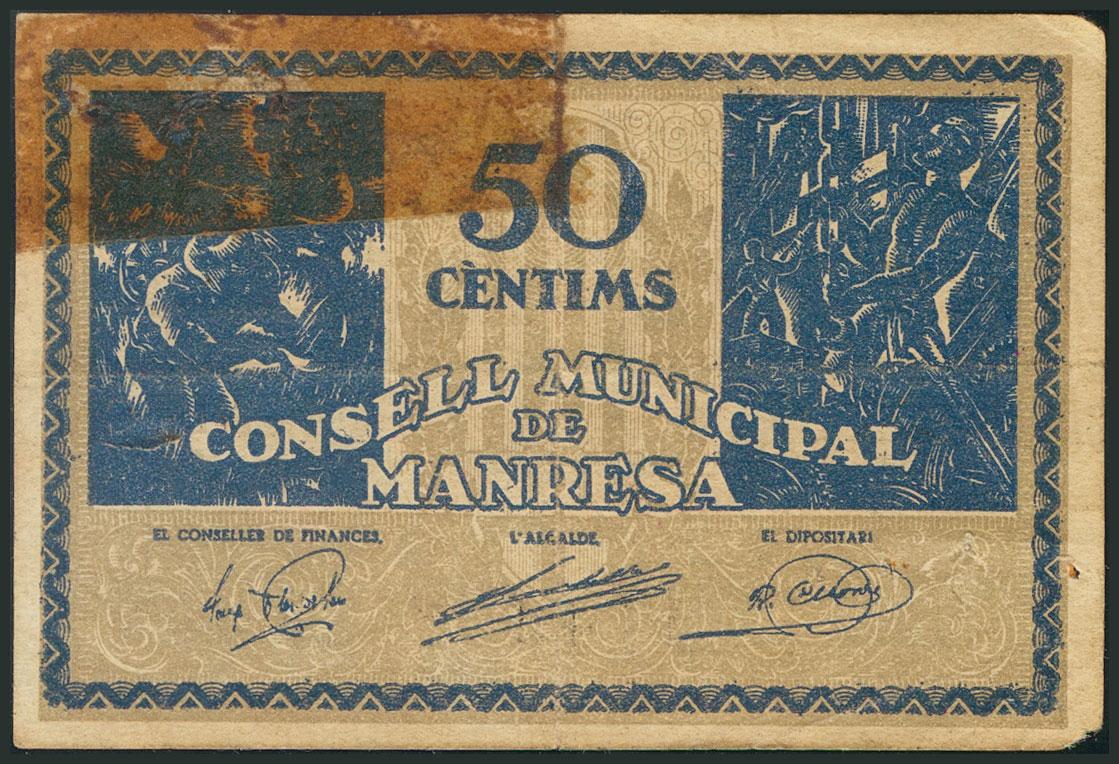 50
CÈNTIMS
CONSELL MUNICIPAL
DE
MANRESA
EL CONSELLER DE FINANCES, L'ALCALDE, EL DIPOSITARI